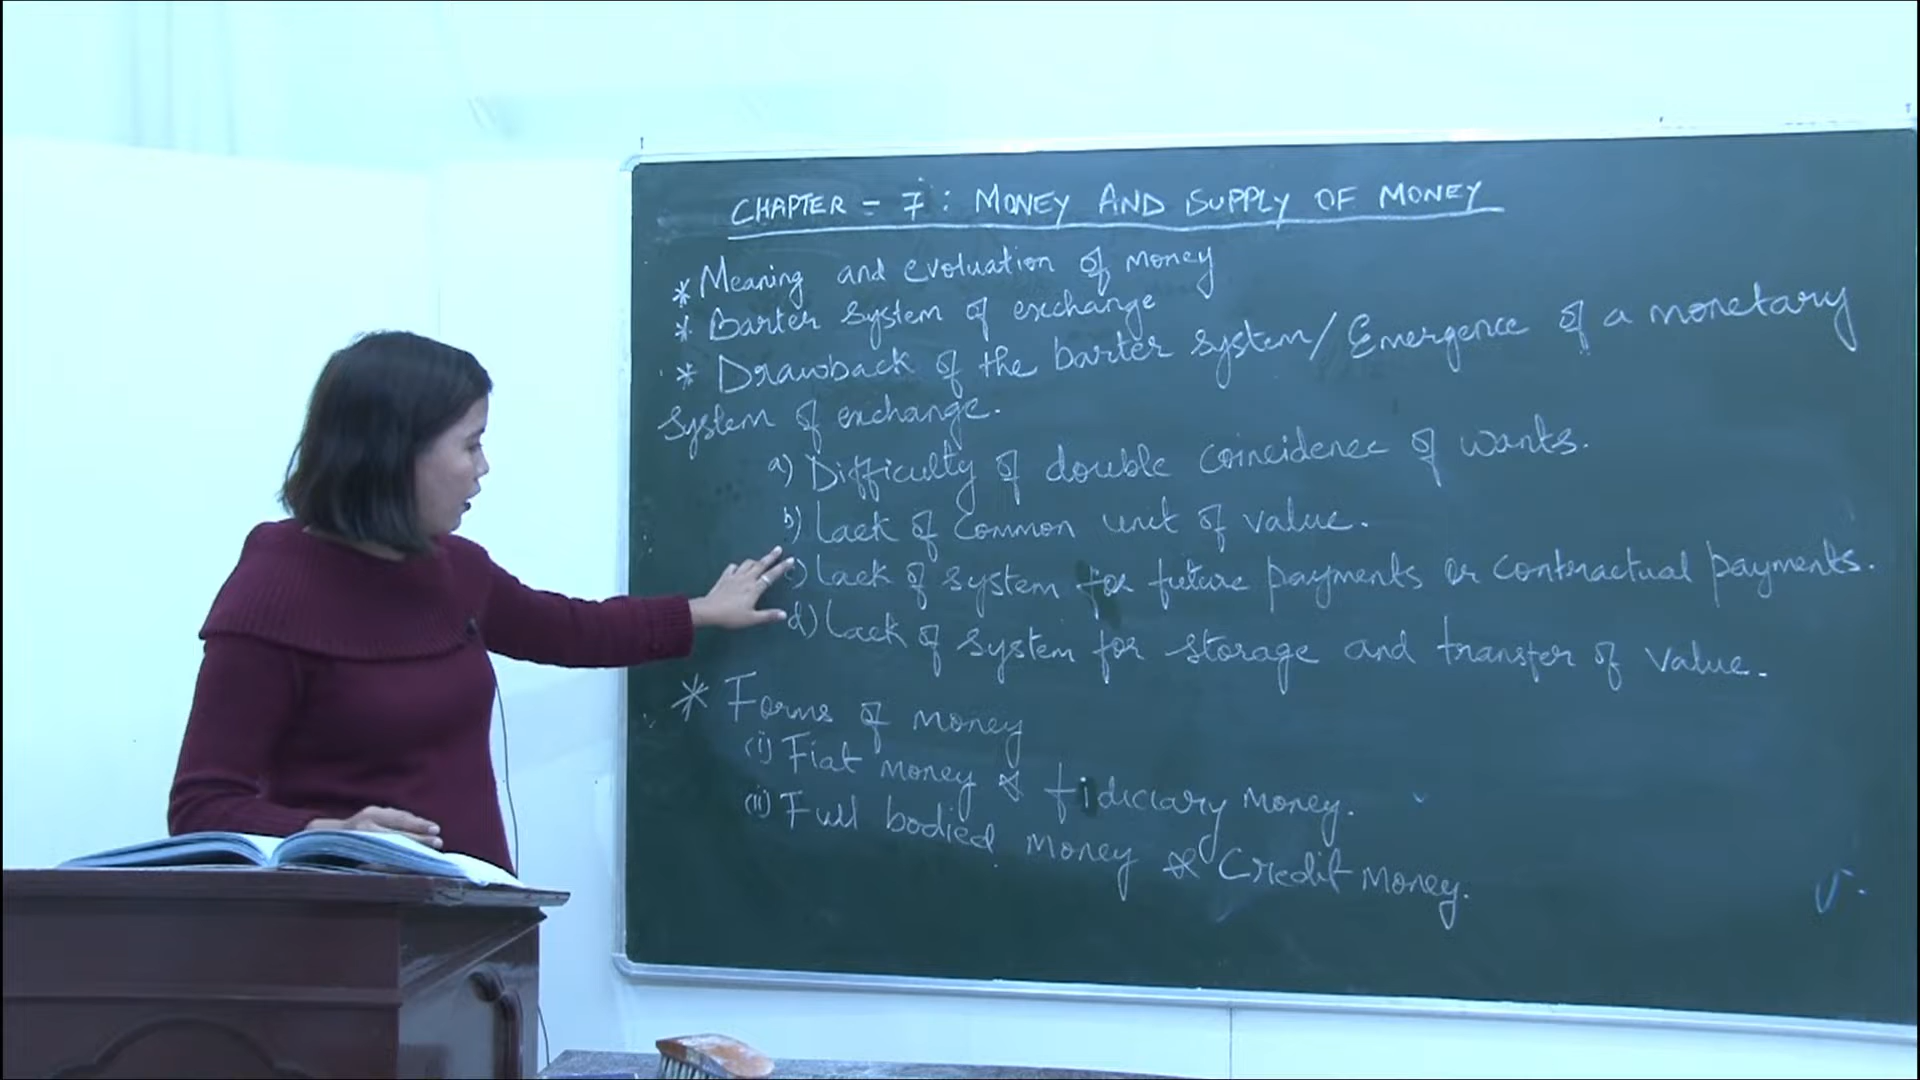 CHAPTER - 7 : MONEY AND SUPPLY OF MONEY
* Meaning and evoluation of money
* Barter system of exchange
* Drawback of the barter system/ Emergence of a monetary
system of exchange.
a) Difficulty of double coincidence of wants.
b) Lack of common unit of value.
c) Lack of system for future payments or contractual payments.
d) Lack of system for storage and transfer of value.
* Forms of money
(i) Fiat money & fidiciary money.
(ii) Full bodied money & Credit money.